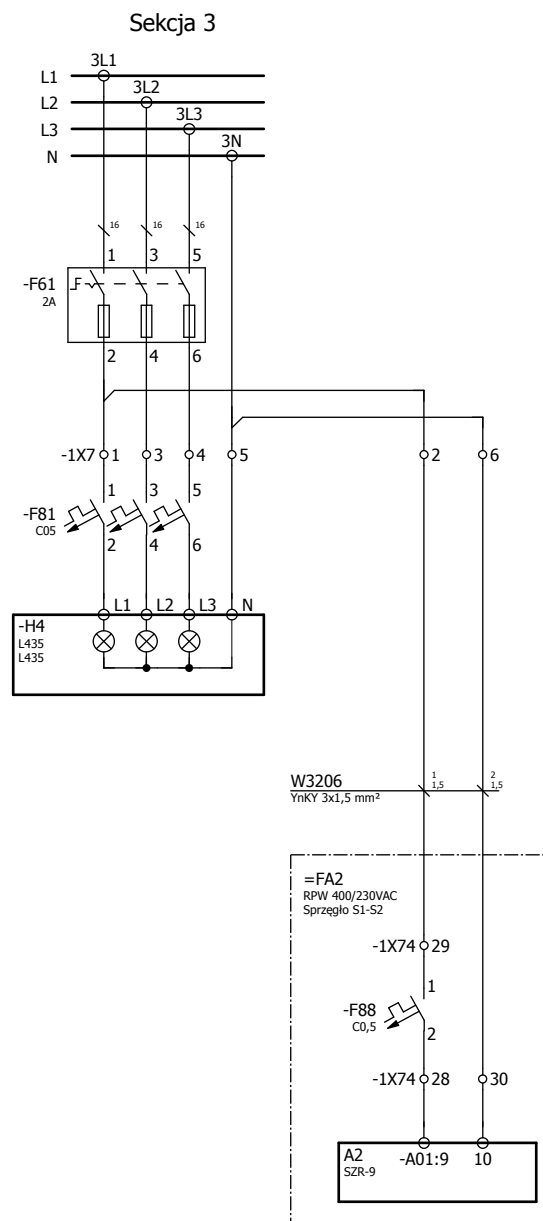 Sekcja 3
3L1
L1
3L2
L2
3L3
L3
3N
N
16 16 16
1 3 5
-F61
2A
F
2 4 6
-1X7 1 3 4 5 2 6
1 3 5
-F81
C05
2 4 6
L1 L2 L3 N
-H4
L435
L435
W3206
YnKY 3x1,5 mm²
1
1,5
2
1,5
=FA2
RPW 400/230VAC
Sprzęgło S1-S2
-1X74 29
1
-F88
C0,5
2
-1X74 28 30
A2 -A01:9 10
SZR-9